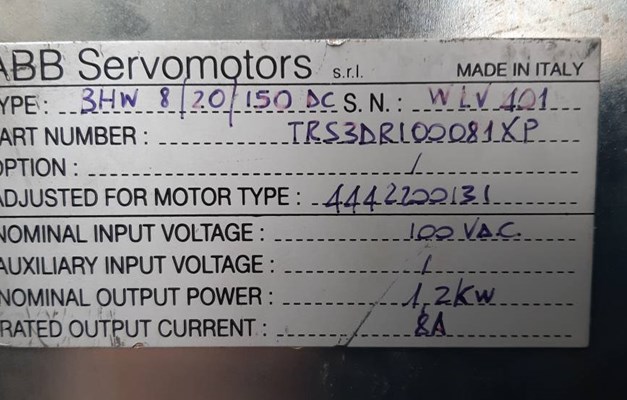 ABB Servomotors s.r.l. MADE IN ITALY
YPE: 3HW 8/20/150 DC S. N.: WLV 101
ART NUMBER: TRS3DR100081XP
OPTION: /
ADJUSTED FOR MOTOR TYPE: 4442200131
NOMINAL INPUT VOLTAGE: 100 VAC.
AUXILIARY INPUT VOLTAGE: /
NOMINAL OUTPUT POWER: 1,2KW
RATED OUTPUT CURRENT: 8A